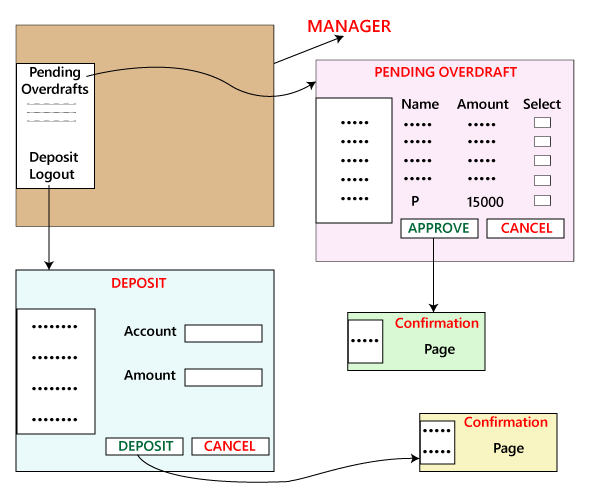 MANAGER
Pending
Overdrafts
Deposit
Logout
PENDING OVERDRAFT
Name Amount Select
P 15000
APPROVE CANCEL
Confirmation
Page
DEPOSIT
Account
Amount
DEPOSIT CANCEL
Confirmation
Page